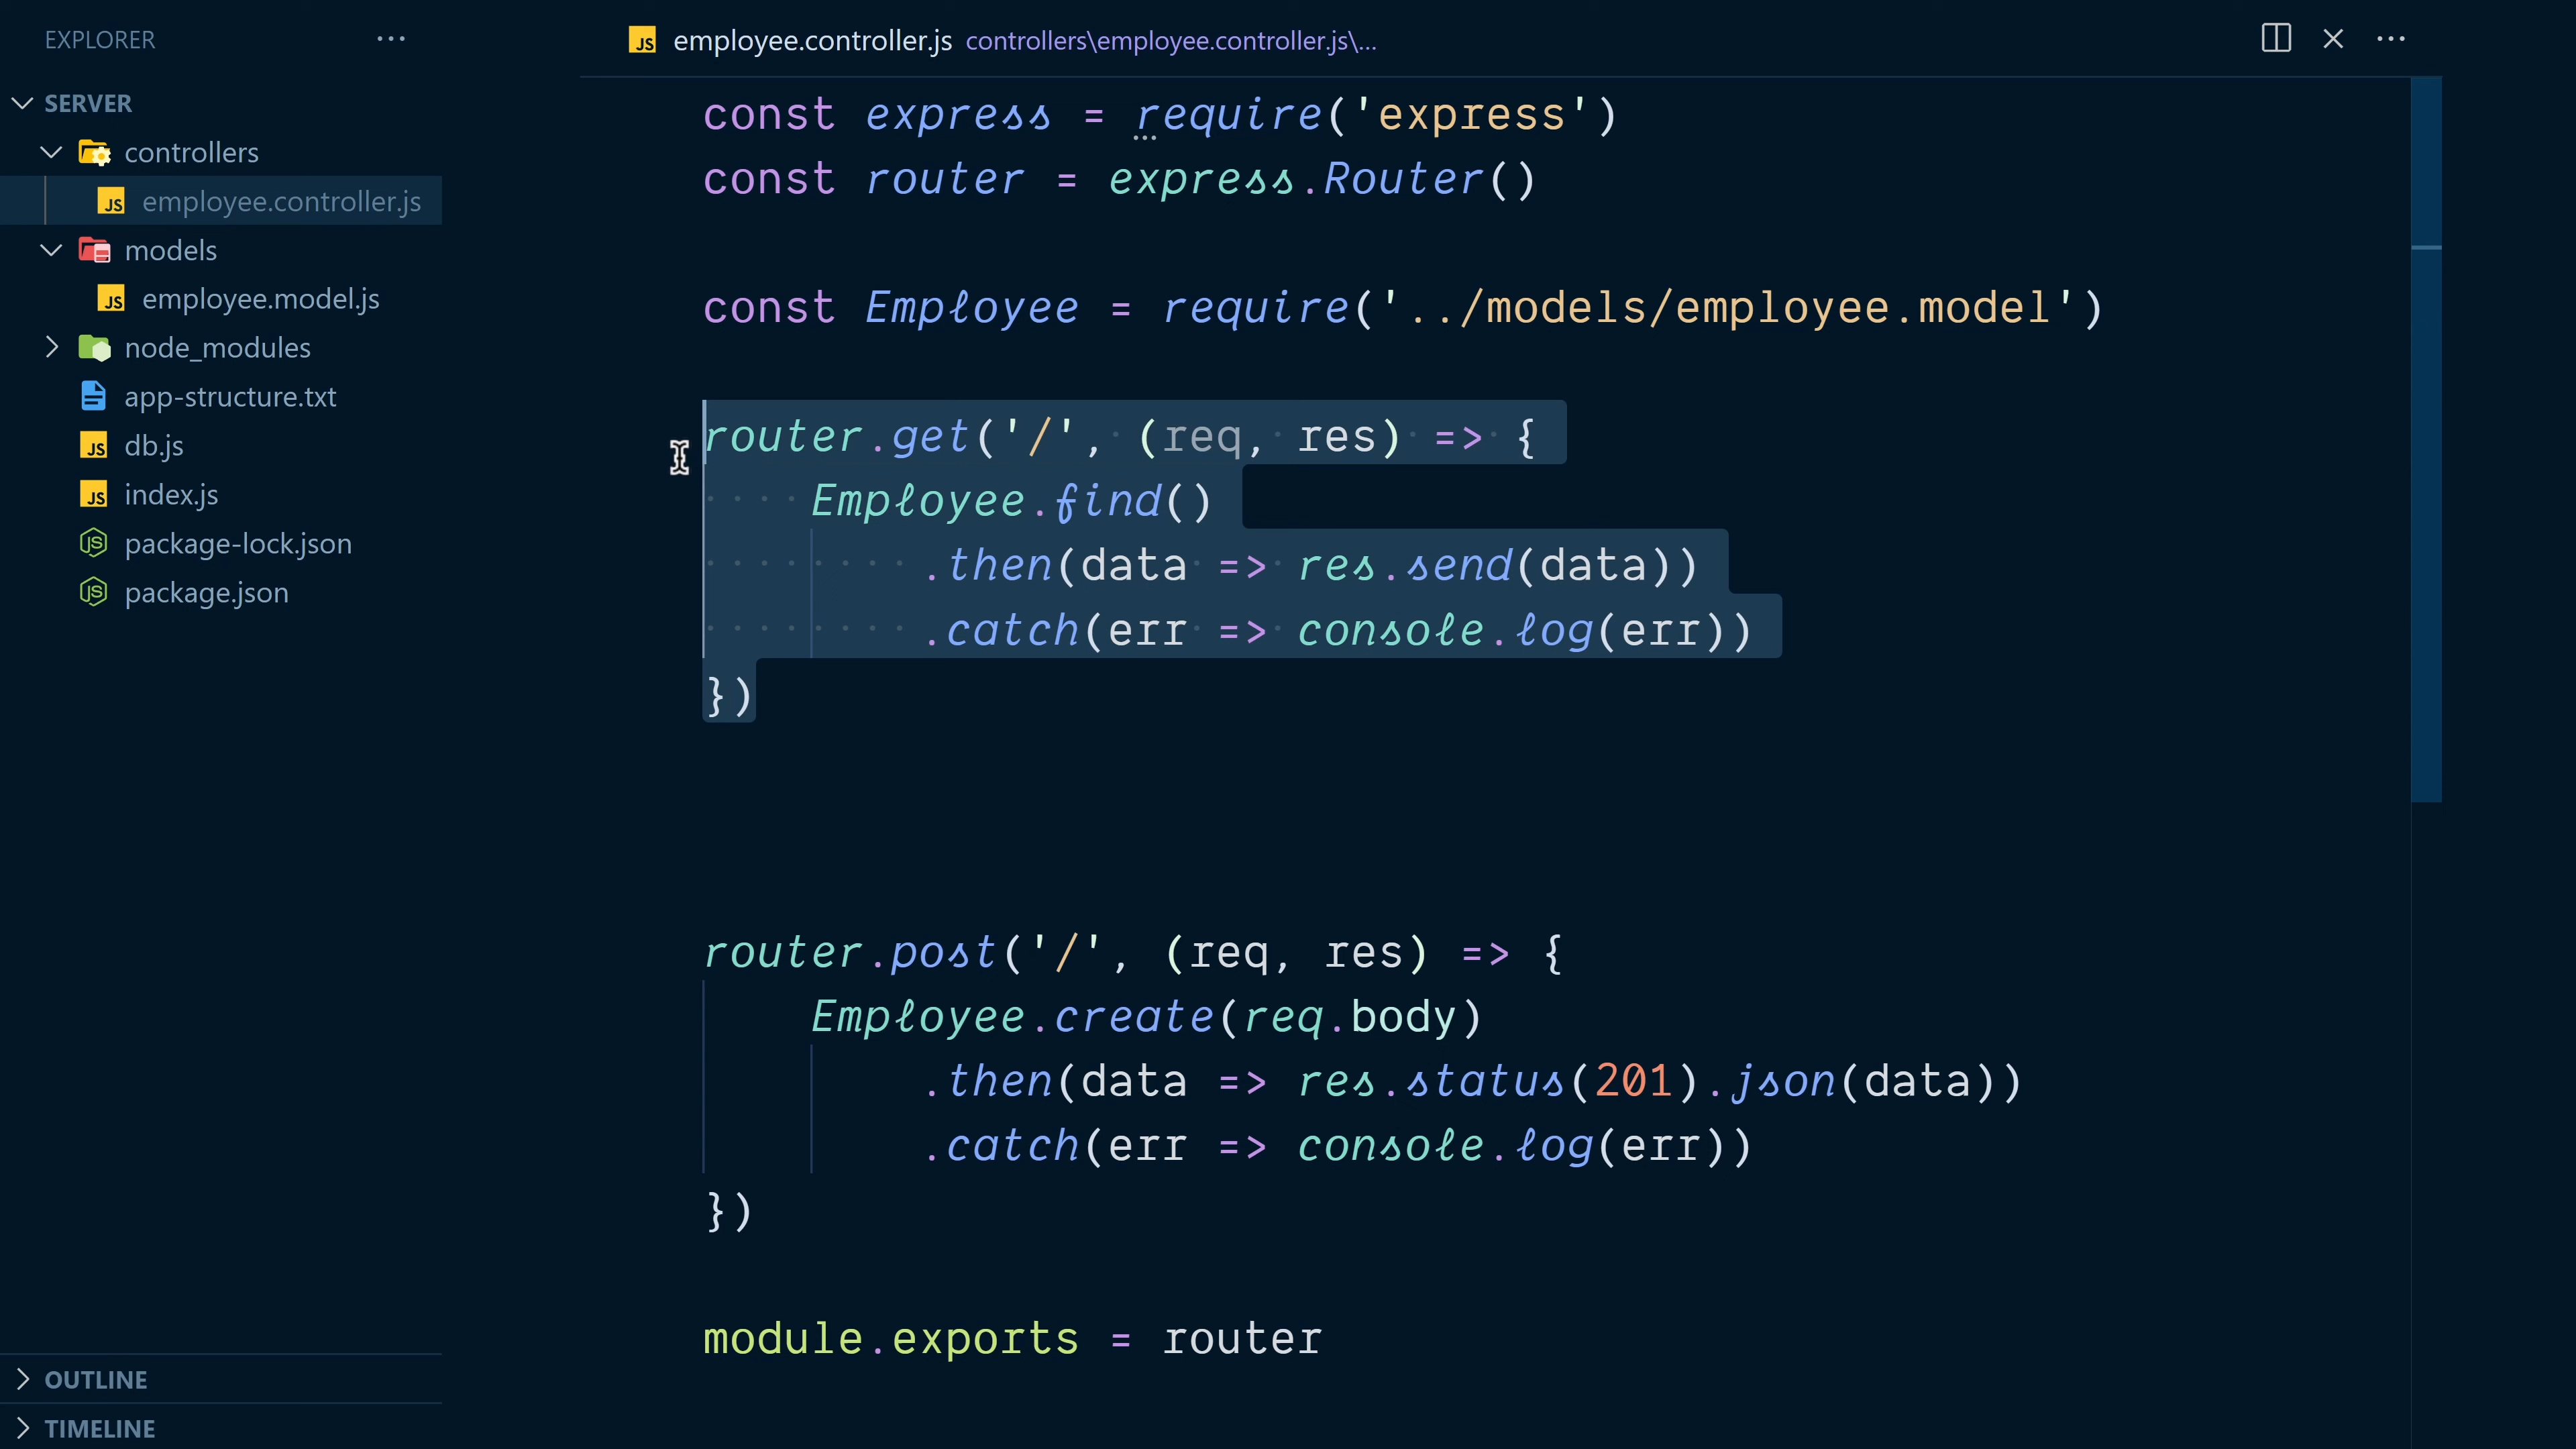 EXPLORER
SERVER
controllers
employee.controller.js
models
employee.model.js
node_modules
app-structure.txt
db.js
index.js
package-lock.json
package.json
OUTLINE
TIMELINE
JS employee.controller.js controllers\employee.controller.js\...
const express = require('express')
const router = express.Router()
const Employee = require('../models/employee.model')
router.get('/', (req, res) => {
    Employee.find()
        .then(data => res.send(data))
        .catch(err => console.log(err))
})
router.post('/', (req, res) => {
    Employee.create(req.body)
        .then(data => res.status(201).json(data))
        .catch(err => console.log(err))
})
module.exports = router